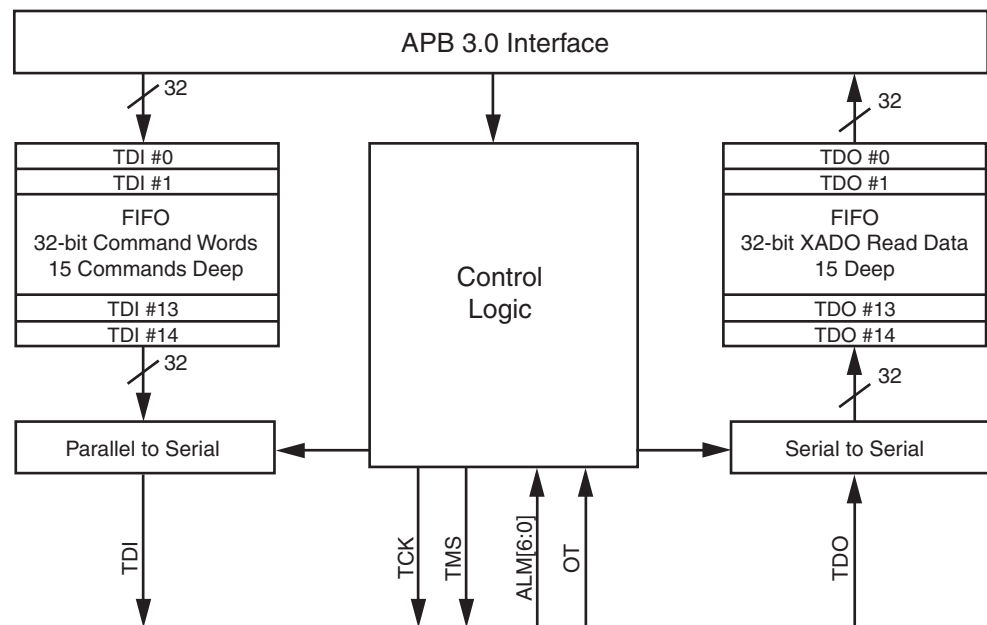 APB 3.0 Interface
32
32
TDI #0
TDI #1
FIFO
32-bit Command Words
15 Commands Deep
TDI #13
TDI #14
Control
Logic
TDO #0
TDO #1
FIFO
32-bit XADO Read Data
15 Deep
TDO #13
TDO #14
32
32
Parallel to Serial
Serial to Serial
TDI
TCK
TMS
ALM[6:0]
OT
TDO